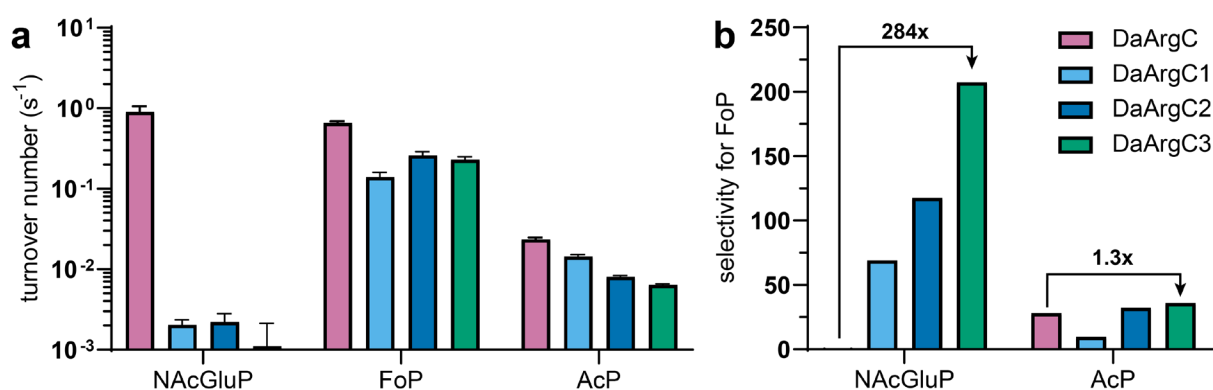 a
turnover number (s⁻¹)
10¹
10⁰
10⁻¹
10⁻²
10⁻³
NAcGluP
FoP
AcP
b
selectivity for FoP
250
200
150
100
50
0
284x
1.3x
NAcGluP
AcP
DaArgC
DaArgC1
DaArgC2
DaArgC3